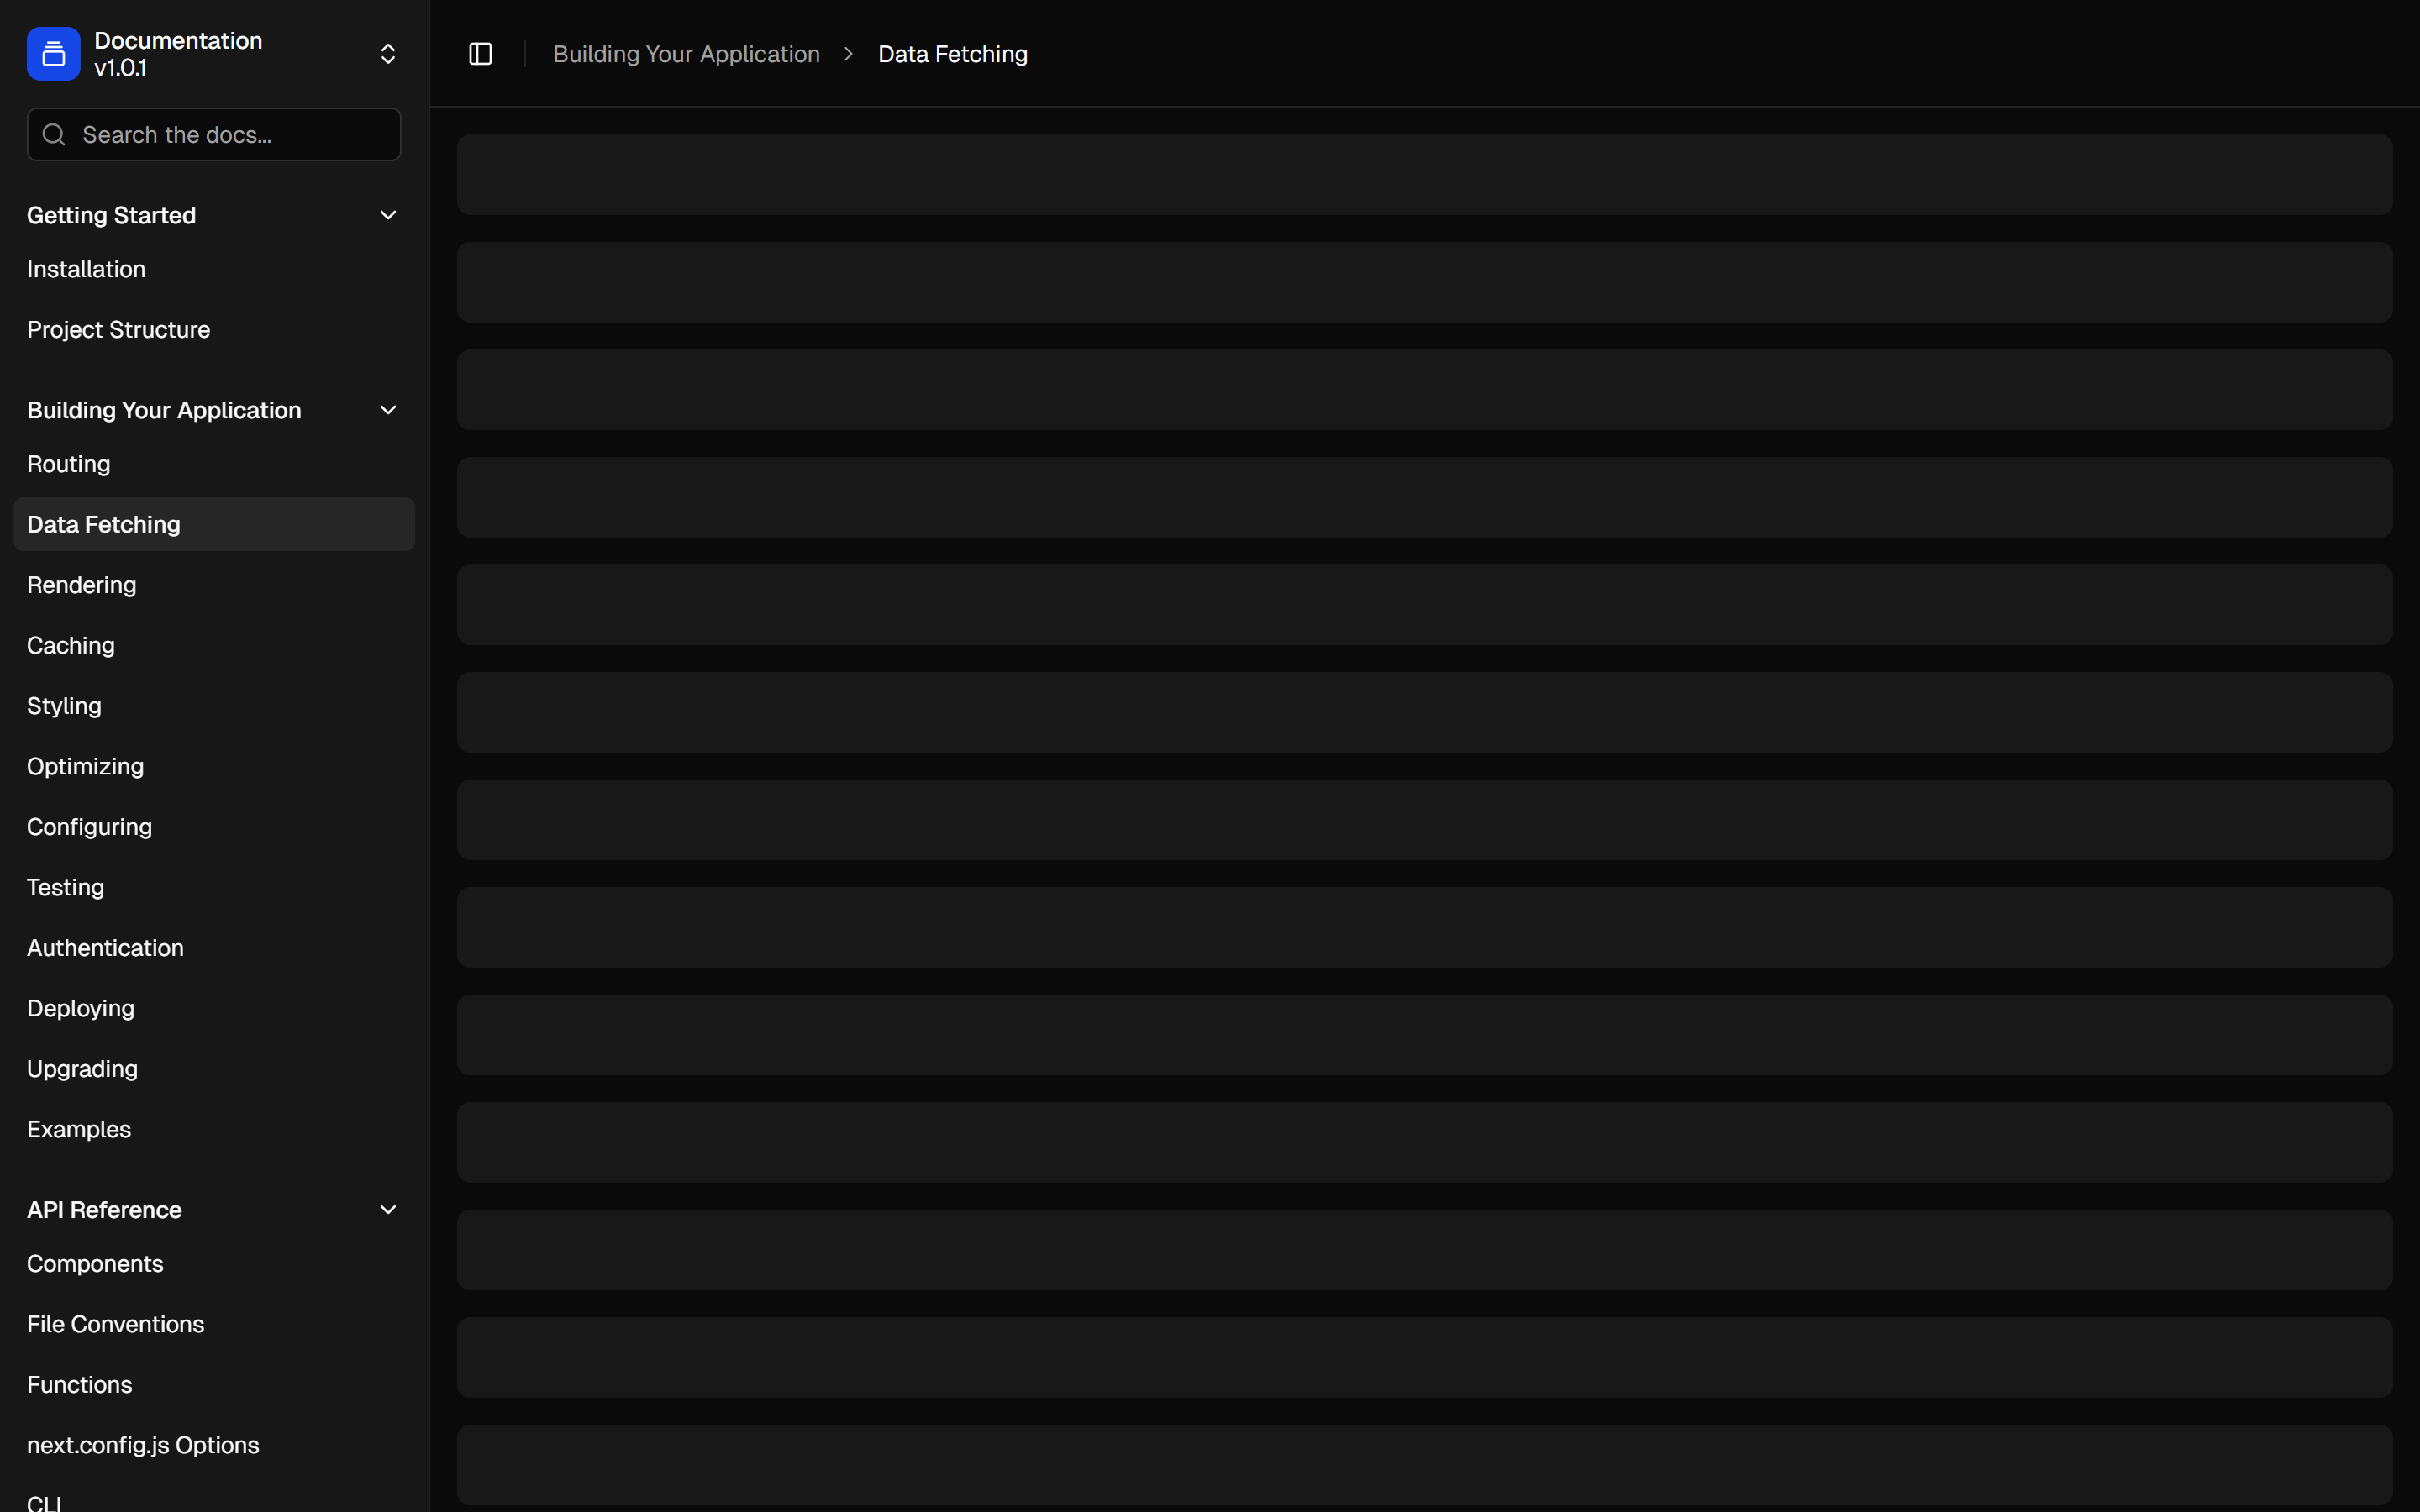 Documentation
v1.0.1
Search the docs...
Getting Started
Installation
Project Structure
Building Your Application
Routing
Data Fetching
Rendering
Caching
Styling
Optimizing
Configuring
Testing
Authentication
Deploying
Upgrading
Examples
API Reference
Components
File Conventions
Functions
next.config.js Options
CLI
Building Your Application > Data Fetching